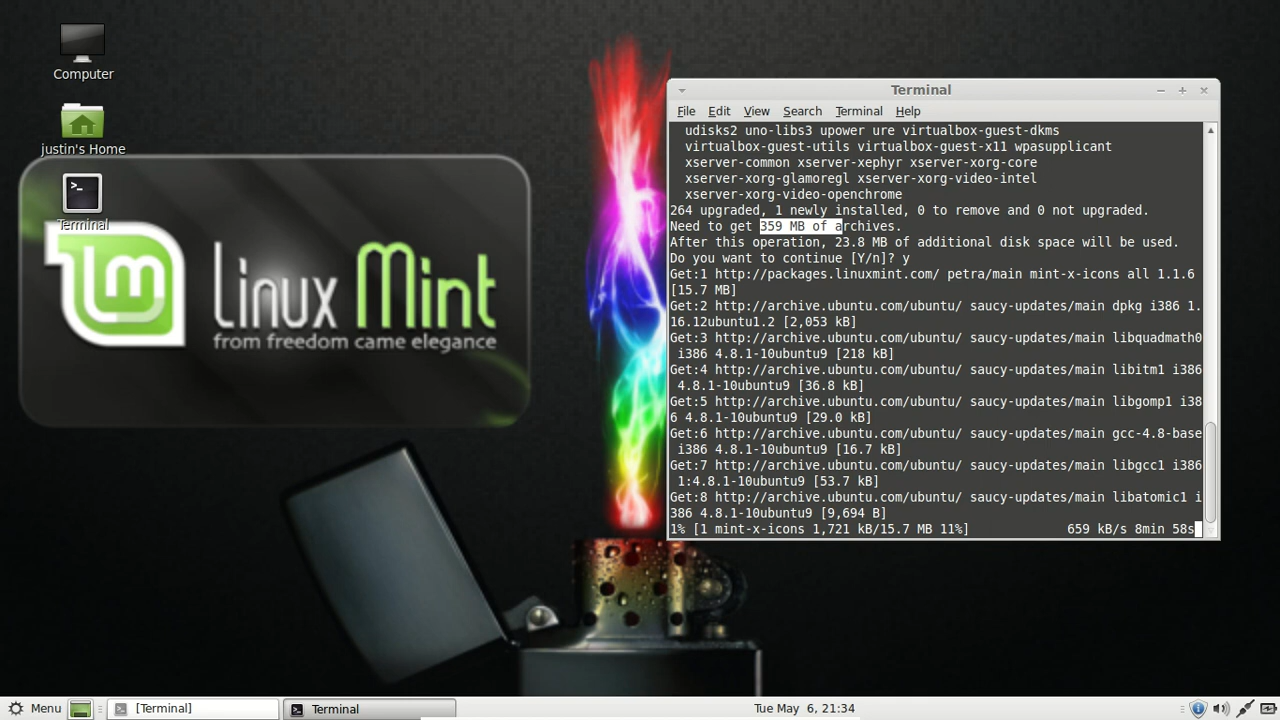 Computer
justin's Home
Terminal
Linux Mint
from freedom came elegance
Terminal
File Edit View Search Terminal Help
udisks2 uno-libs3 upower ure virtualbox-guest-dkms
virtualbox-guest-utils virtualbox-guest-x11 wpasupplicant
xserver-common xserver-xephyr xserver-xorg-core
xserver-xorg-glamoregl xserver-xorg-video-intel
xserver-xorg-video-openchrome
264 upgraded, 1 newly installed, 0 to remove and 0 not upgraded.
Need to get 359 MB of archives.
After this operation, 23.8 MB of additional disk space will be used.
Do you want to continue [Y/n]? y
Get:1 http://packages.linuxmint.com/ petra/main mint-x-icons all 1.1.6
[15.7 MB]
Get:2 http://archive.ubuntu.com/ubuntu/ saucy-updates/main dpkg i386 1.
16.12ubuntu1.2 [2,053 kB]
Get:3 http://archive.ubuntu.com/ubuntu/ saucy-updates/main libquadmath0
i386 4.8.1-10ubuntu9 [218 kB]
Get:4 http://archive.ubuntu.com/ubuntu/ saucy-updates/main libitm1 i386
4.8.1-10ubuntu9 [36.8 kB]
Get:5 http://archive.ubuntu.com/ubuntu/ saucy-updates/main libgomp1 i38
6 4.8.1-10ubuntu9 [29.0 kB]
Get:6 http://archive.ubuntu.com/ubuntu/ saucy-updates/main gcc-4.8-base
i386 4.8.1-10ubuntu9 [16.7 kB]
Get:7 http://archive.ubuntu.com/ubuntu/ saucy-updates/main libgcc1 i386
1:4.8.1-10ubuntu9 [53.7 kB]
Get:8 http://archive.ubuntu.com/ubuntu/ saucy-updates/main libatomic1 i
386 4.8.1-10ubuntu9 [9,694 B]
1% [1 mint-x-icons 1,721 kB/15.7 MB 11%] 659 kB/s 8min 58s
Menu [Terminal] Terminal Tue May 6, 21:34